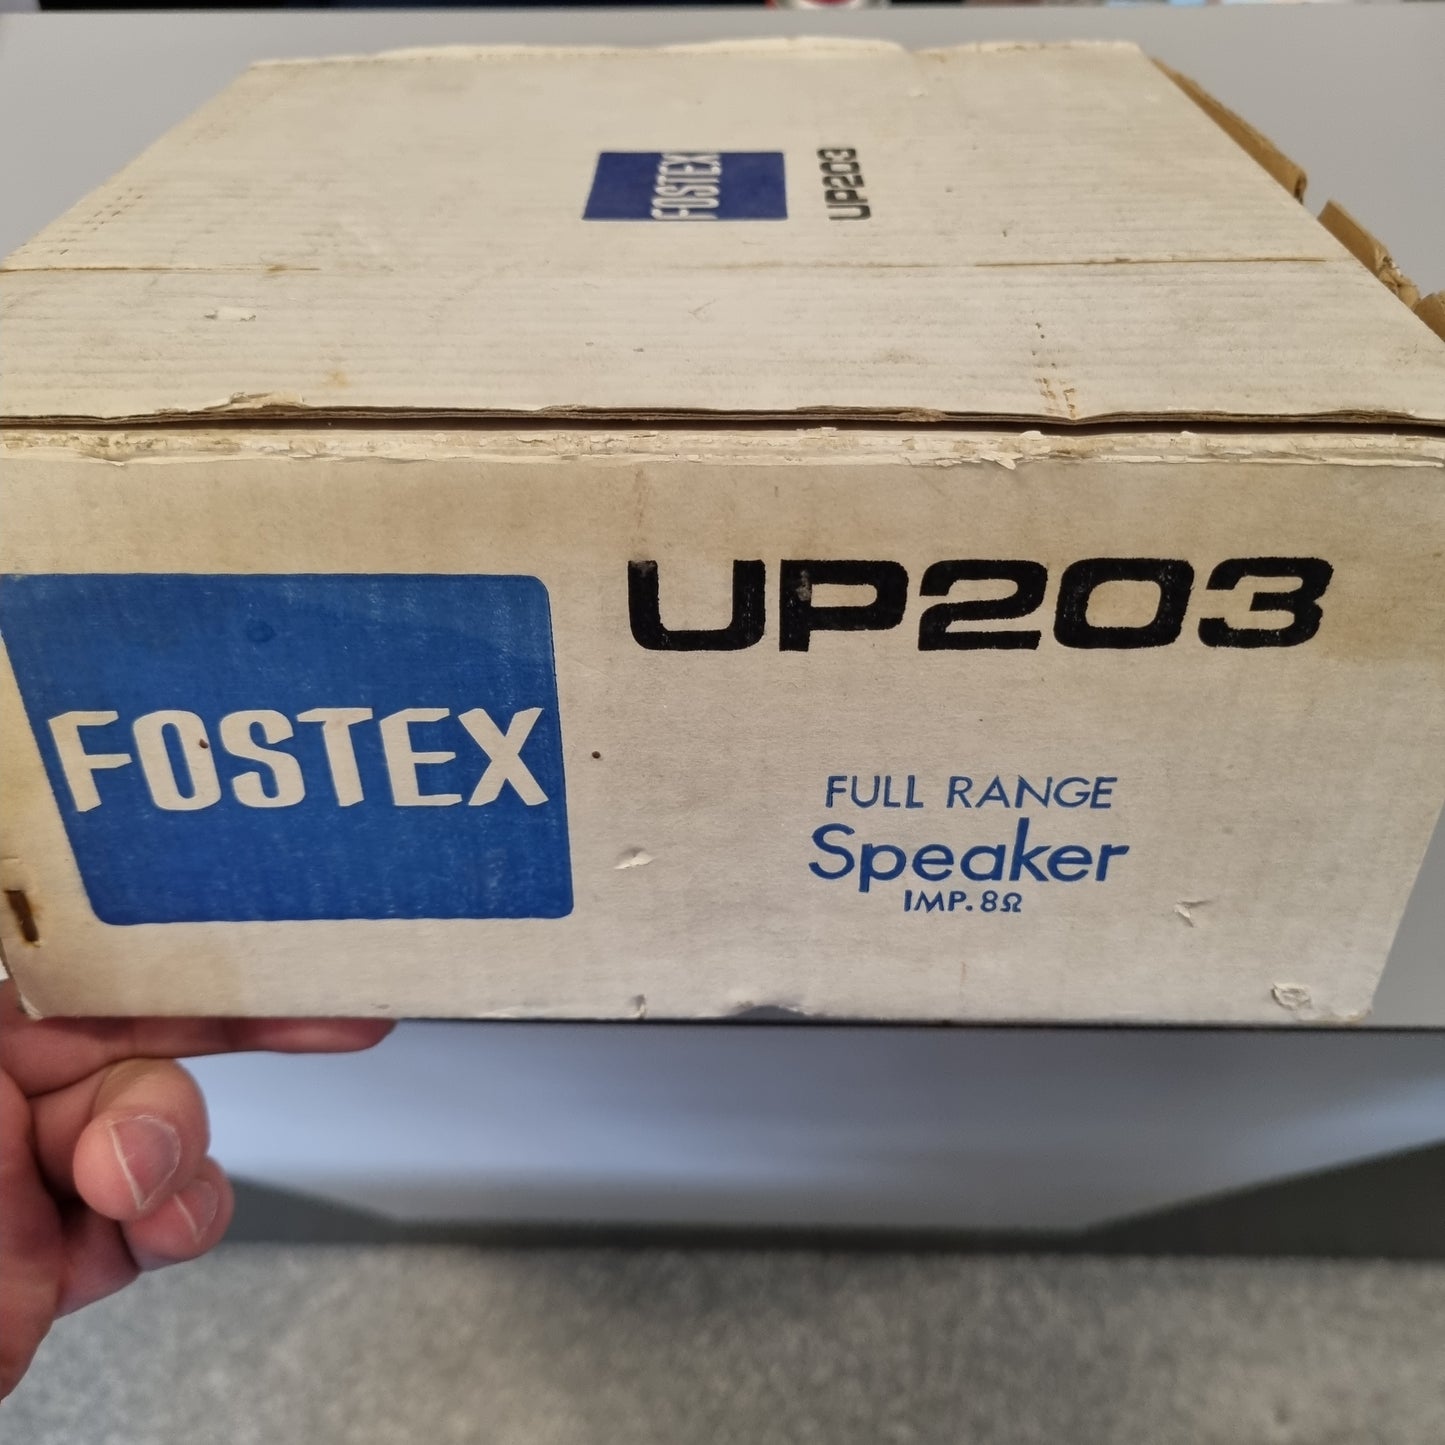 FOSTEX
UP203
FOSTEX
UP203
FULL RANGE
Speaker
IMP. 8Ω